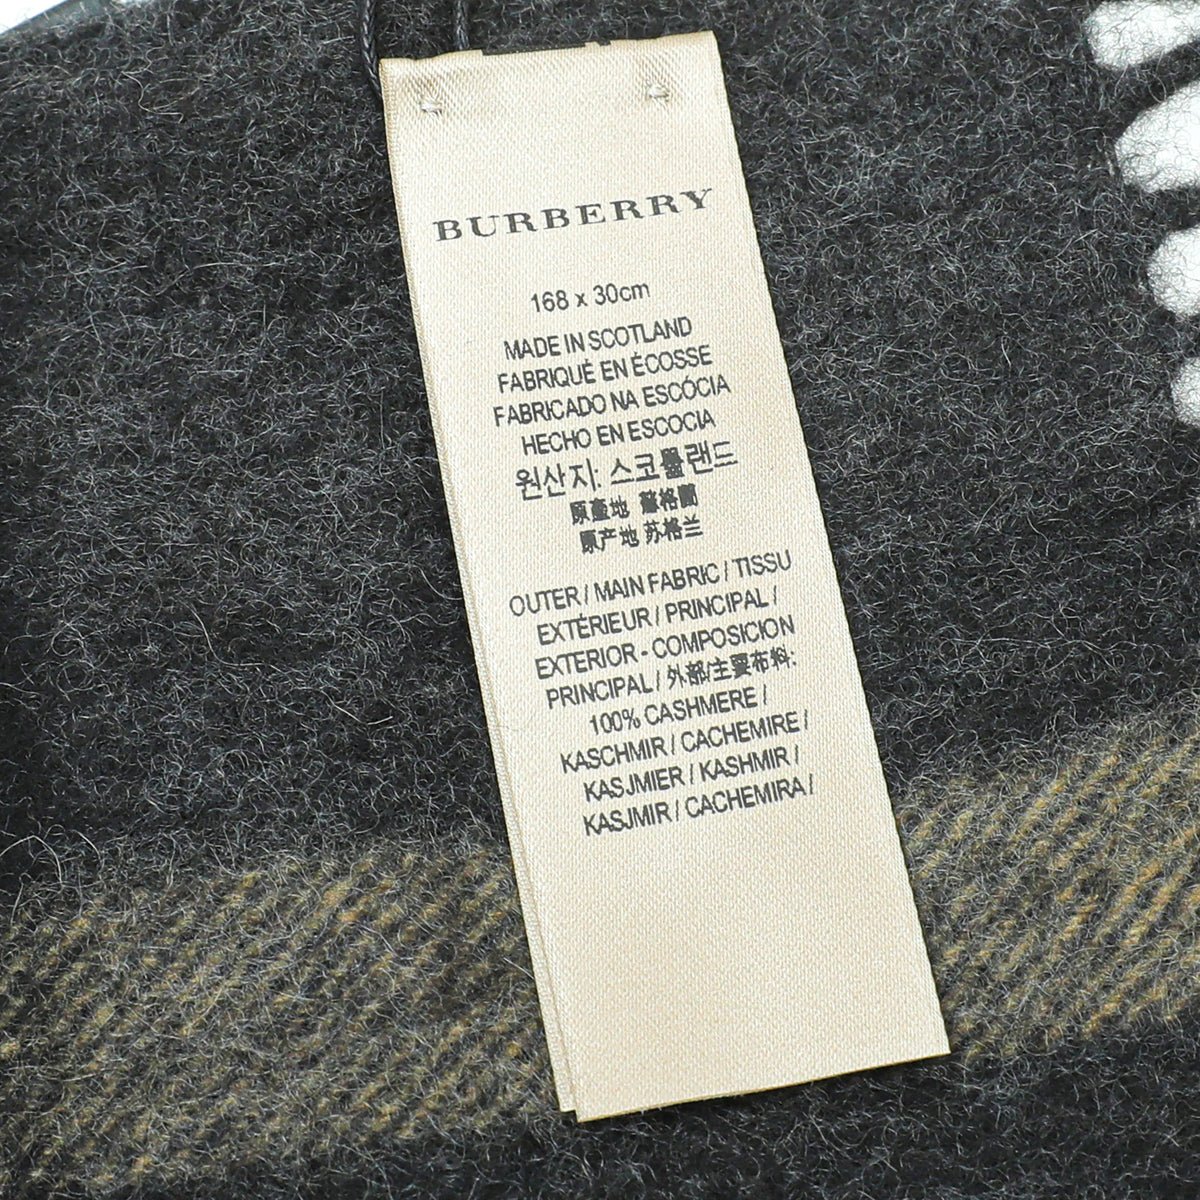 BURBERRY
168 x 30cm
MADE IN SCOTLAND
FABRIQUÉ EN ÉCOSSE
FABRICADO NA ESCÓCIA
HECHO EN ESCOCIA
원산지: 스코틀랜드
原產地 蘇格蘭
原产地 苏格兰
OUTER / MAIN FABRIC / TISSU
EXTÉRIEUR / PRINCIPAL /
EXTERIOR - COMPOSICION
PRINCIPAL / 外部/主要布料:
100% CASHMERE /
KASCHMIR / CACHEMIRE /
KASJMIER / KASHMIR /
KASJMIR / CACHEMIRA /